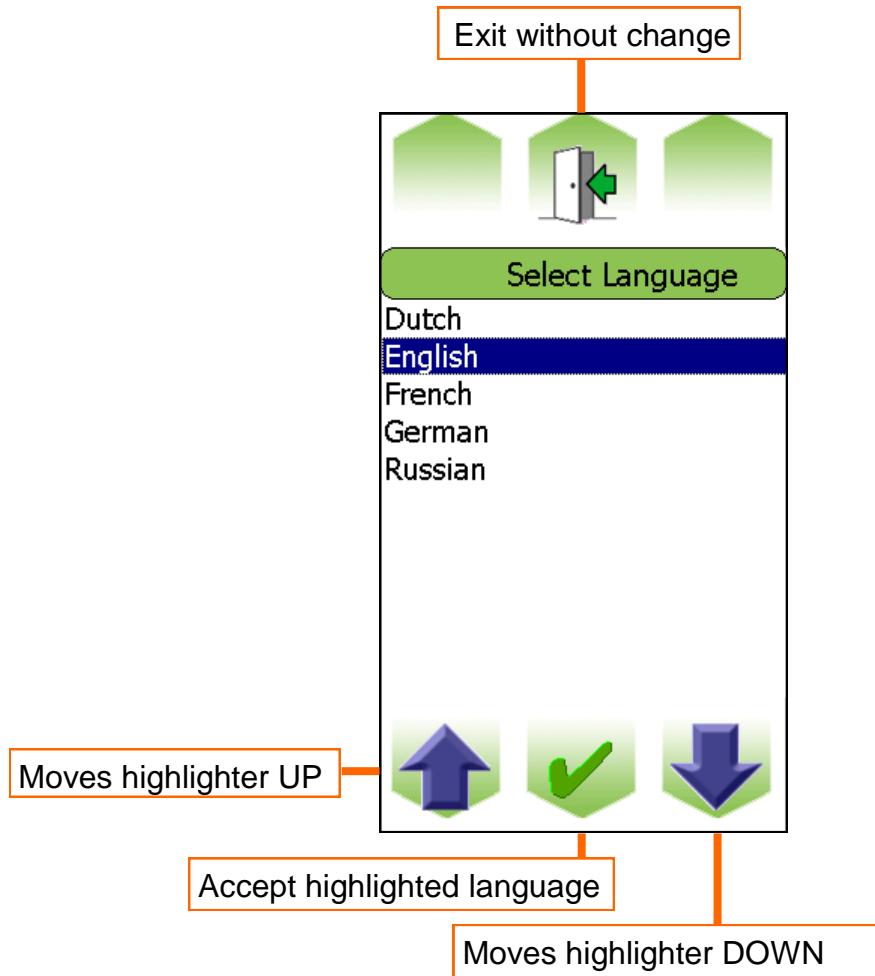 Exit without change
Select Language
Dutch
English
French
German
Russian
Moves highlighter UP
Accept highlighted language
Moves highlighter DOWN